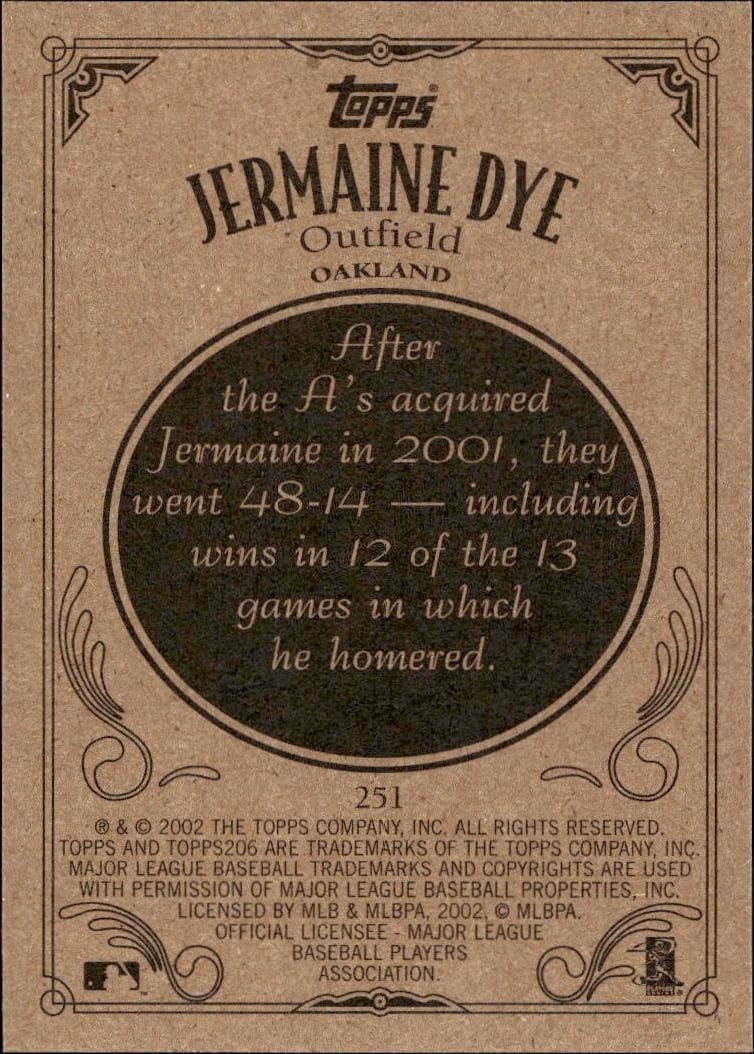 Topps®
JERMAINE DYE
Outfield
OAKLAND
After
the A's acquired
Jermaine in 2001, they
went 48-14 — including
wins in 12 of the 13
games in which
he homered.
251
® & © 2002 THE TOPPS COMPANY, INC. ALL RIGHTS RESERVED.
TOPPS AND TOPPS206 ARE TRADEMARKS OF THE TOPPS COMPANY, INC.
MAJOR LEAGUE BASEBALL TRADEMARKS AND COPYRIGHTS ARE USED
WITH PERMISSION OF MAJOR LEAGUE BASEBALL PROPERTIES, INC.
LICENSED BY MLB & MLBPA, 2002, © MLBPA.
OFFICIAL LICENSEE - MAJOR LEAGUE
BASEBALL PLAYERS
ASSOCIATION.